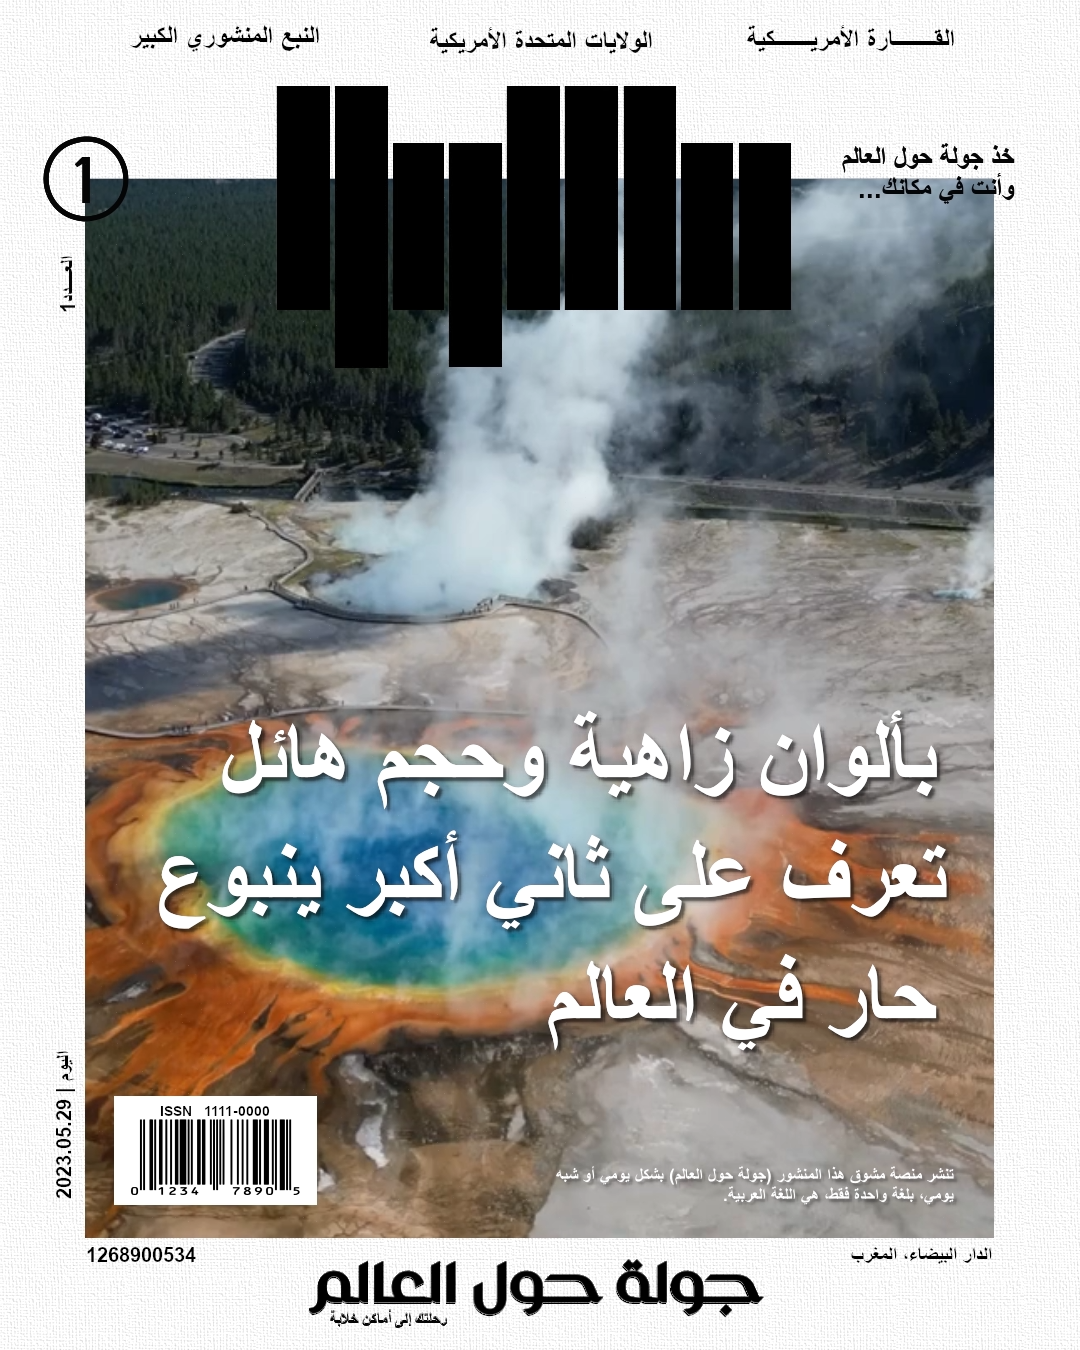 القـــــــارة الأمريـــــــكية
الولايات المتحدة الأمريكية
النبع المنشوري الكبير
خذ جولة حول العالم
وأنت في مكانك...
1
العـــدد1
بألوان زاهية وحجم هائل
تعرف على ثاني أكبر ينبوع
حار في العالم
اليوم | 2023.05.29
ISSN 1111-0000
0 1234 7890 5
تنشر منصة مشوق هذا المنشور (جولة حول العالم) بشكل يومي أو شبه
يومي، بلغة واحدة فقط، هي اللغة العربية.
الدار البيضاء، المغرب
1268900534
جولة حول العالم
رحلتك إلى أماكن خلابة